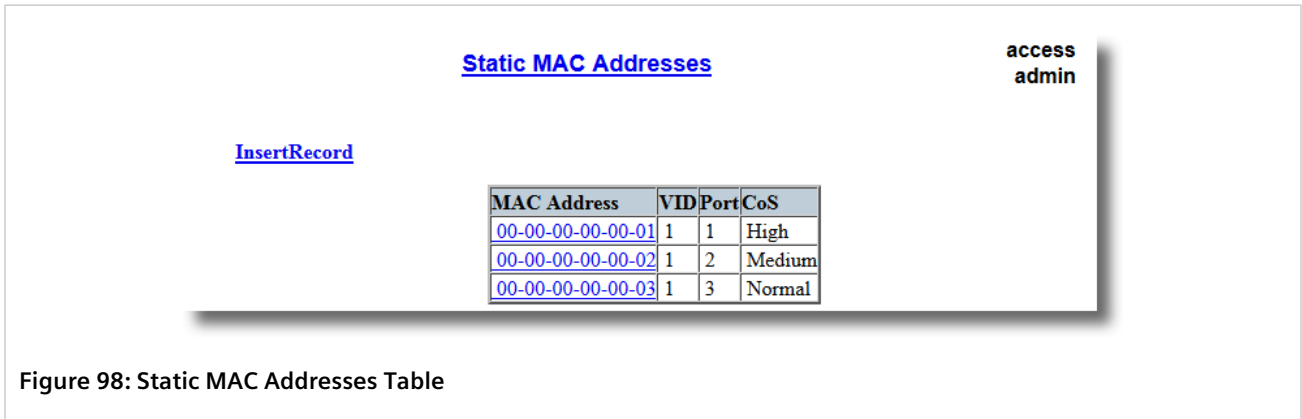 Static MAC Addresses
access
admin
InsertRecord
MAC Address VID Port CoS
00-00-00-00-00-01 1 1 High
00-00-00-00-00-02 1 2 Medium
00-00-00-00-00-03 1 3 Normal
Figure 98: Static MAC Addresses Table